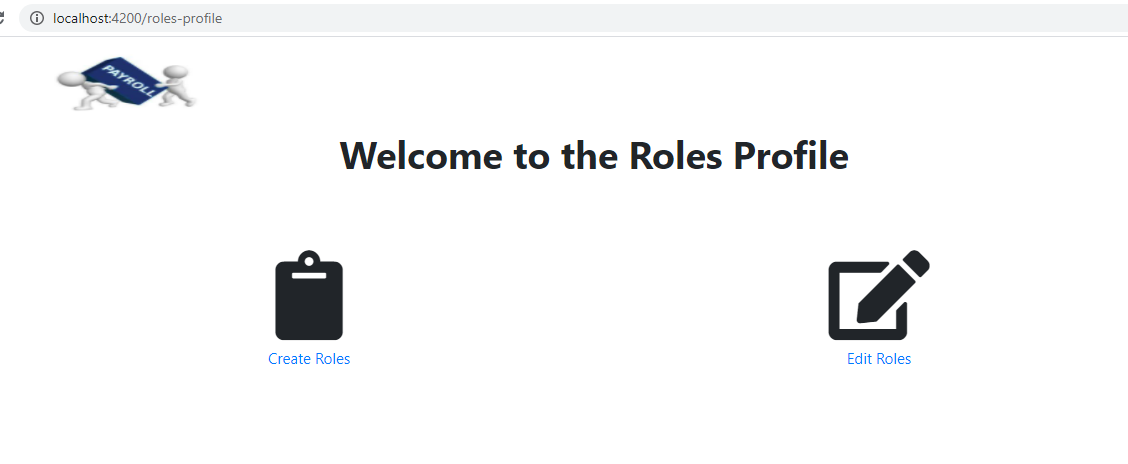 localhost:4200/roles-profile
PAYROLL
Welcome to the Roles Profile
Create Roles
Edit Roles